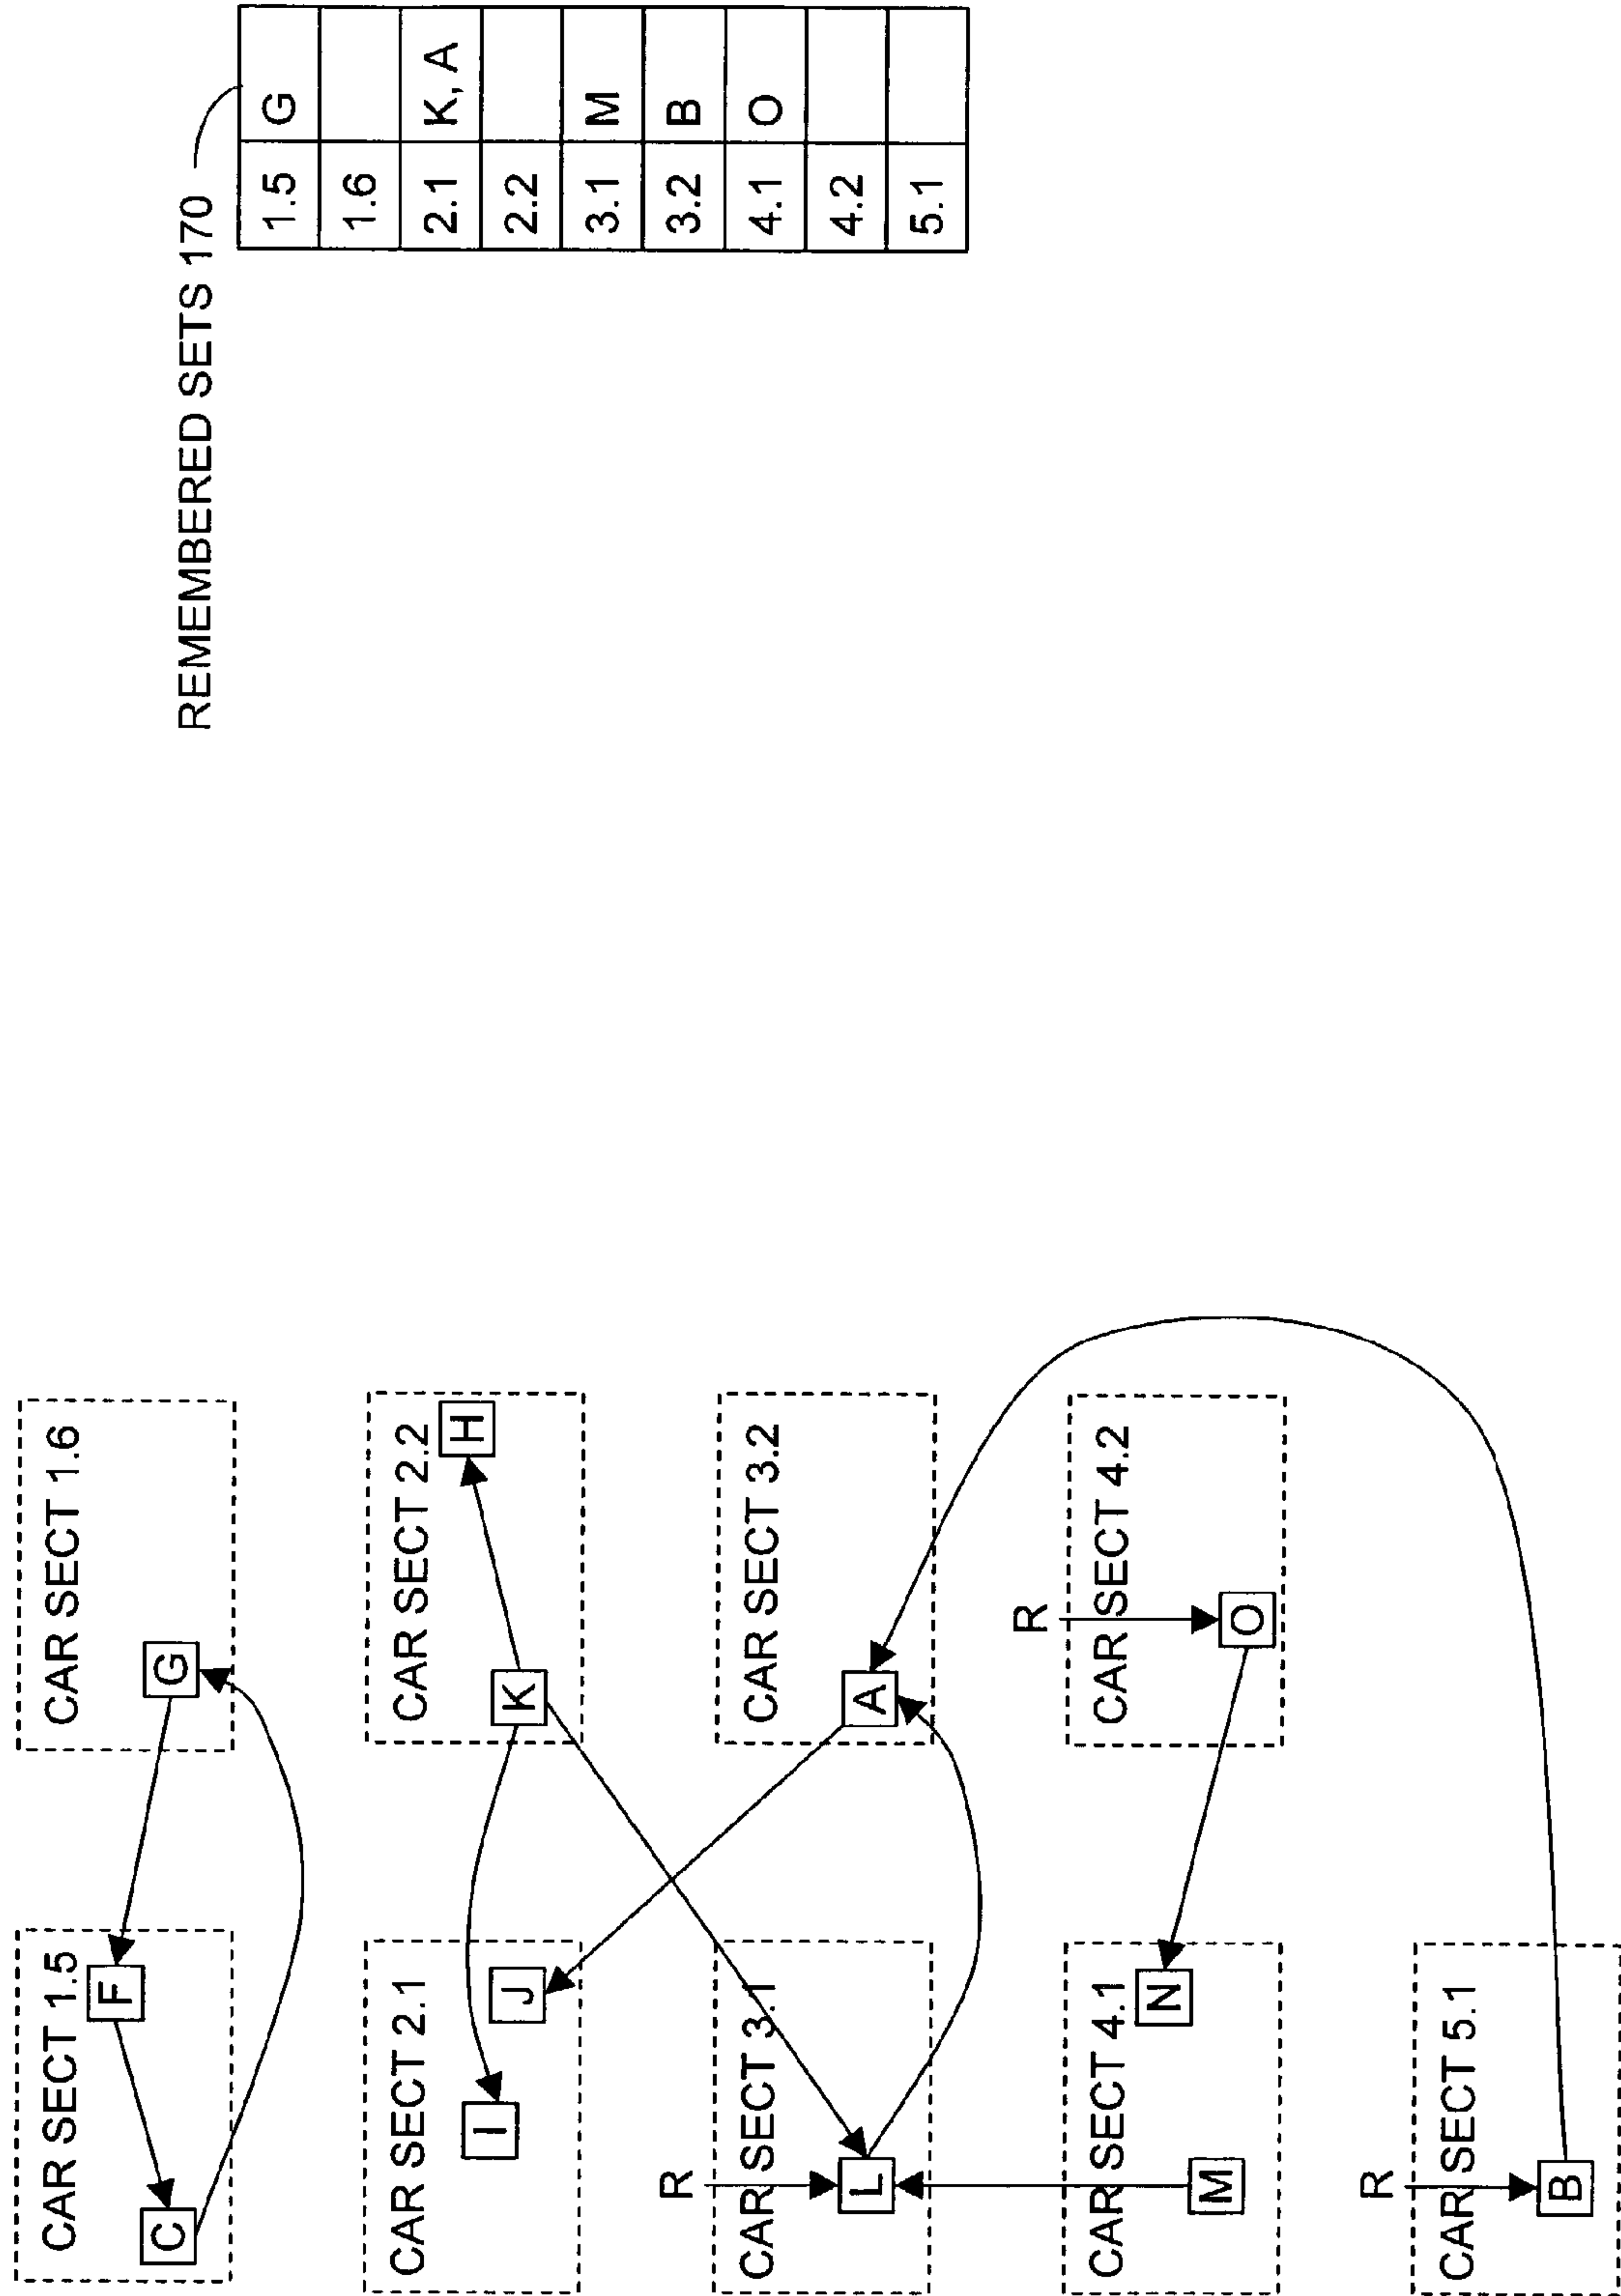 REMEMBERED SETS 170
1.5 G
1.6
2.1 K, A
2.2
3.1 M
3.2 B
4.1 O
4.2
5.1
CAR SECT 1.5
F
C
CAR SECT 1.6
G
CAR SECT 2.1
I
J
CAR SECT 2.2
K
H
R
CAR SECT 3.1
L
CAR SECT 3.2
A
CAR SECT 4.1
M
N
R
CAR SECT 4.2
O
R
CAR SECT 5.1
B